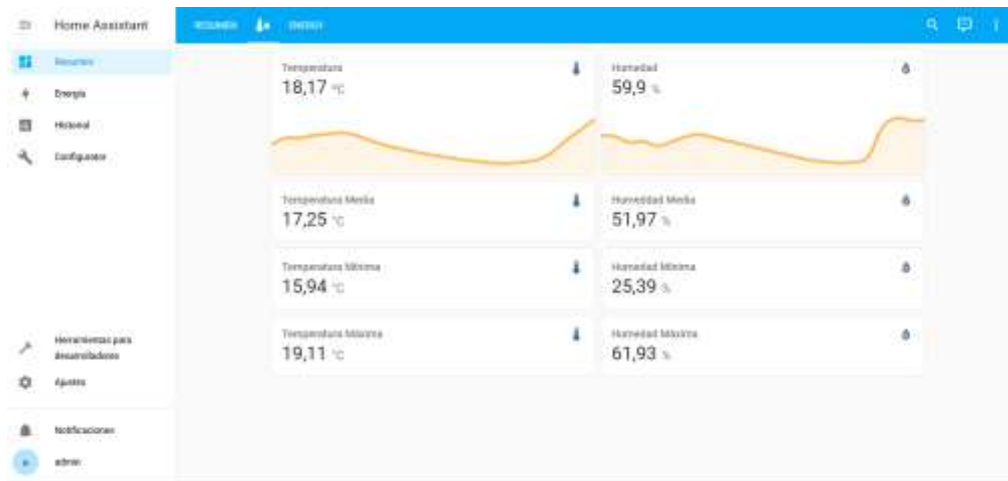 Home Assistant
RESUMEN
ENERGY
Resumen
Energía
Historial
Configurator
Herramientas para
desarrolladores
Ajustes
Notificaciones
admin
Temperatura
18,17 °C
Humedad
59,9 %
Temperatura Media
17,25 °C
Humedad Media
51,97 %
Temperatura Mínima
15,94 °C
Humedad Mínima
25,39 %
Temperatura Máxima
19,11 °C
Humedad Máxima
61,93 %